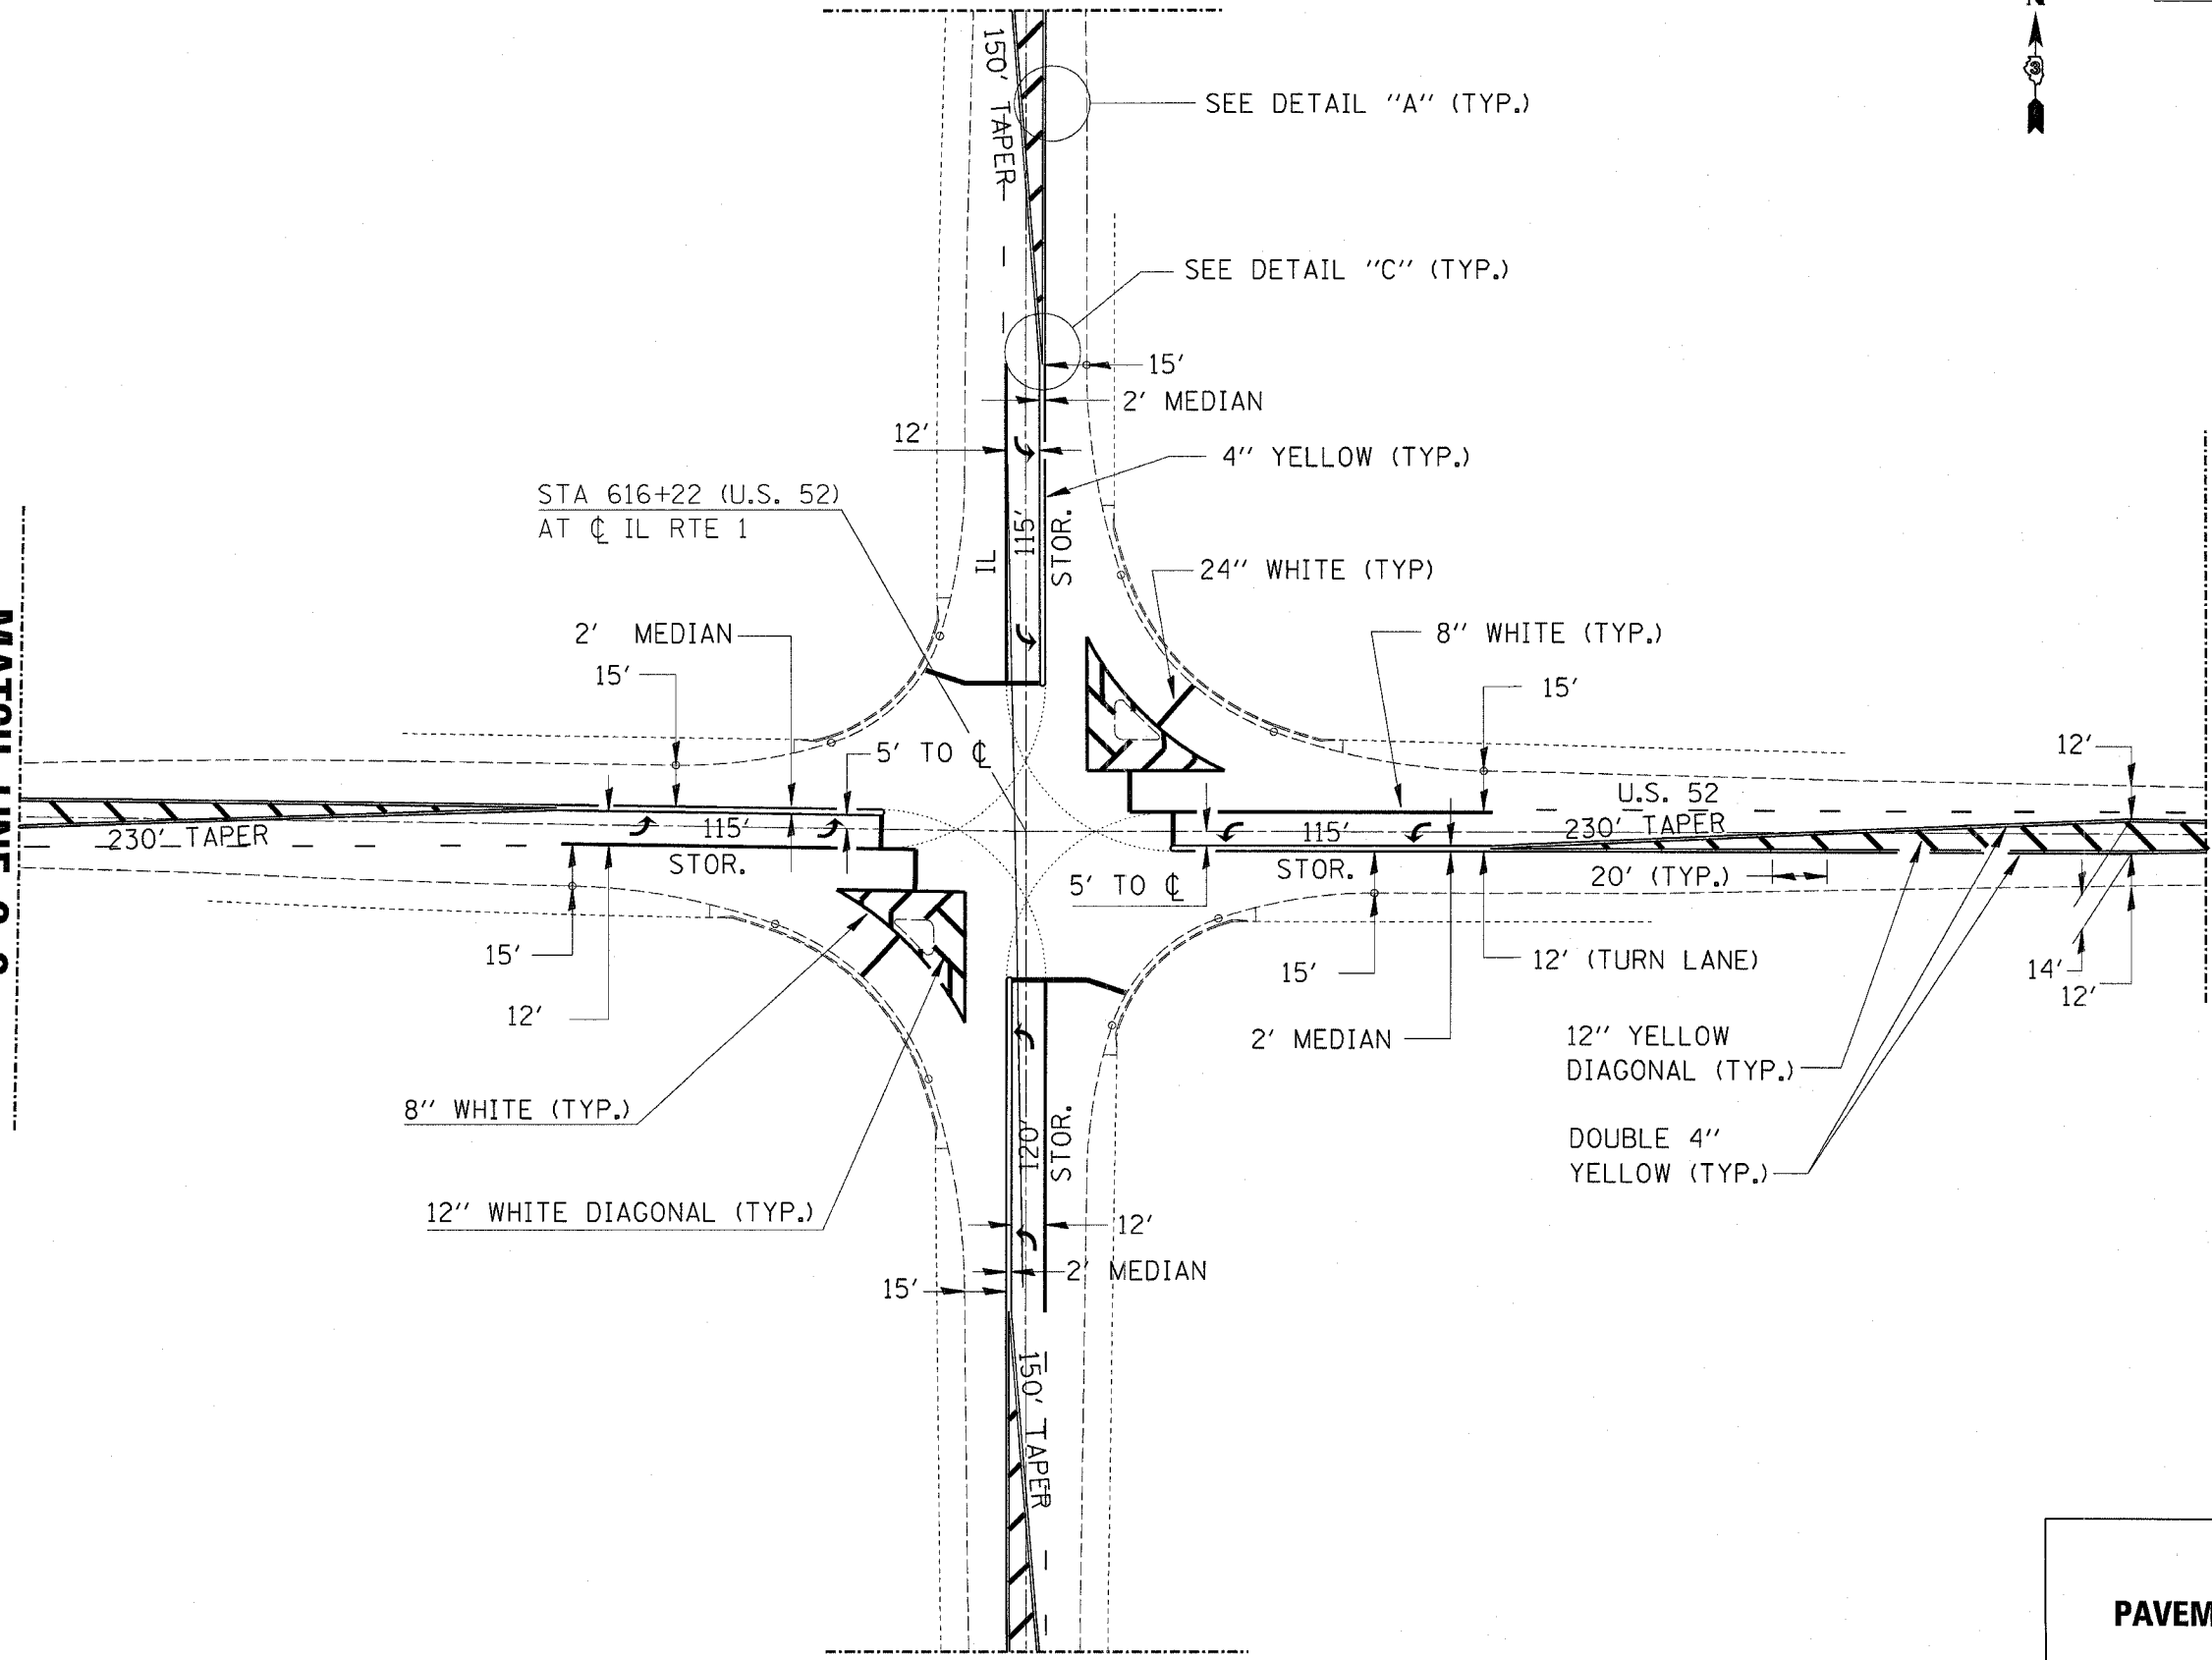 N
3
150' TAPER
SEE DETAIL "A" (TYP.)
SEE DETAIL "C" (TYP.)
15'
2' MEDIAN
12'
4" YELLOW (TYP.)
STA 616+22 (U.S. 52)
AT ℄ IL RTE 1
IL
115'
STOR.
24" WHITE (TYP)
2' MEDIAN
15'
8" WHITE (TYP.)
15'
5' TO ℄
12'
U.S. 52
230' TAPER
115'
STOR.
115'
STOR.
230' TAPER
20' (TYP.)
5' TO ℄
15'
12'
15'
12' (TURN LANE)
2' MEDIAN
14'
12'
12" YELLOW
DIAGONAL (TYP.)
DOUBLE 4"
YELLOW (TYP.)
8" WHITE (TYP.)
12" WHITE DIAGONAL (TYP.)
120'
STOR.
12'
2' MEDIAN
15'
150' TAPER
PAVEM